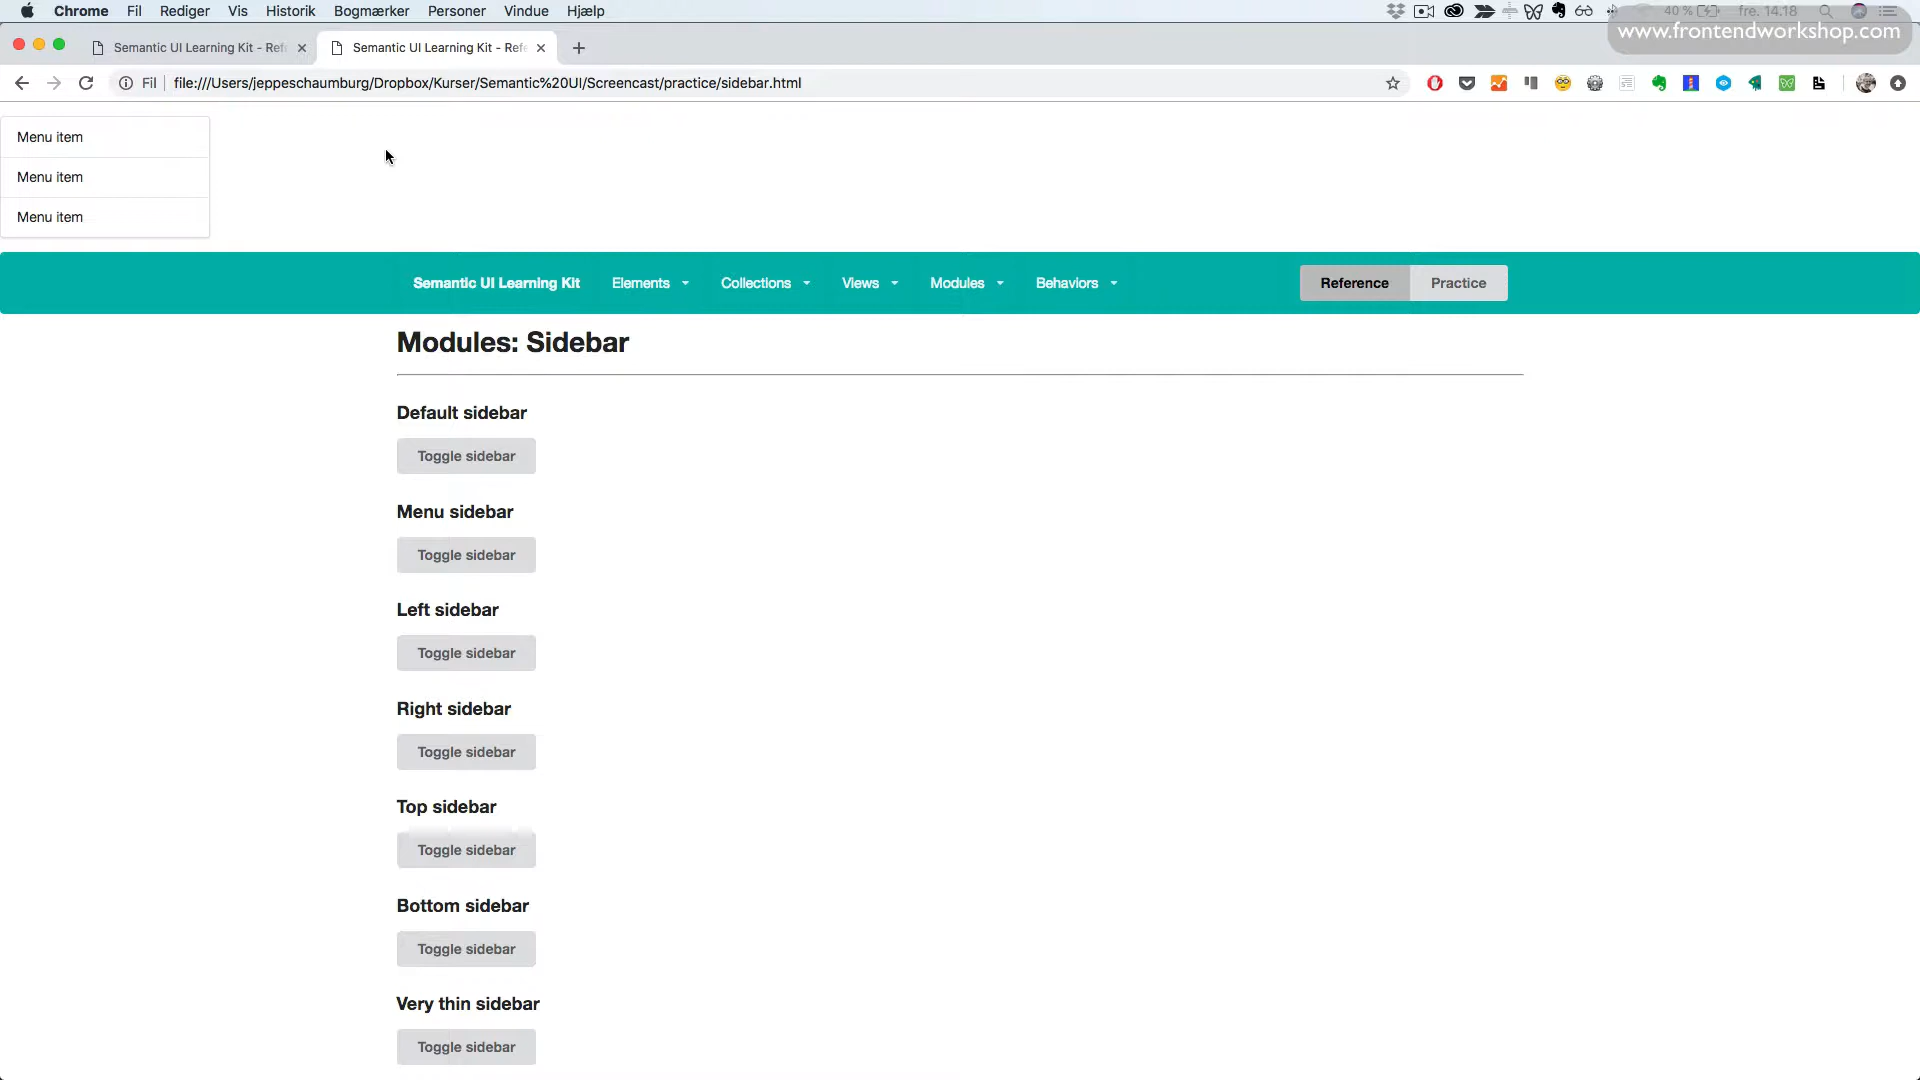 Chrome Fil Rediger Vis Historik Bogmærker Personer Vindue Hjælp 40 % fre. 14.18
www.frontendworkshop.com
Semantic UI Learning Kit - Refe Semantic UI Learning Kit - Refe
Fil file:///Users/jeppeschaumburg/Dropbox/Kurser/Semantic%20UI/Screencast/practice/sidebar.html
Menu item
Menu item
Menu item
Semantic UI Learning Kit Elements Collections Views Modules Behaviors Reference Practice
Modules: Sidebar
Default sidebar
Toggle sidebar
Menu sidebar
Toggle sidebar
Left sidebar
Toggle sidebar
Right sidebar
Toggle sidebar
Top sidebar
Toggle sidebar
Bottom sidebar
Toggle sidebar
Very thin sidebar
Toggle sidebar